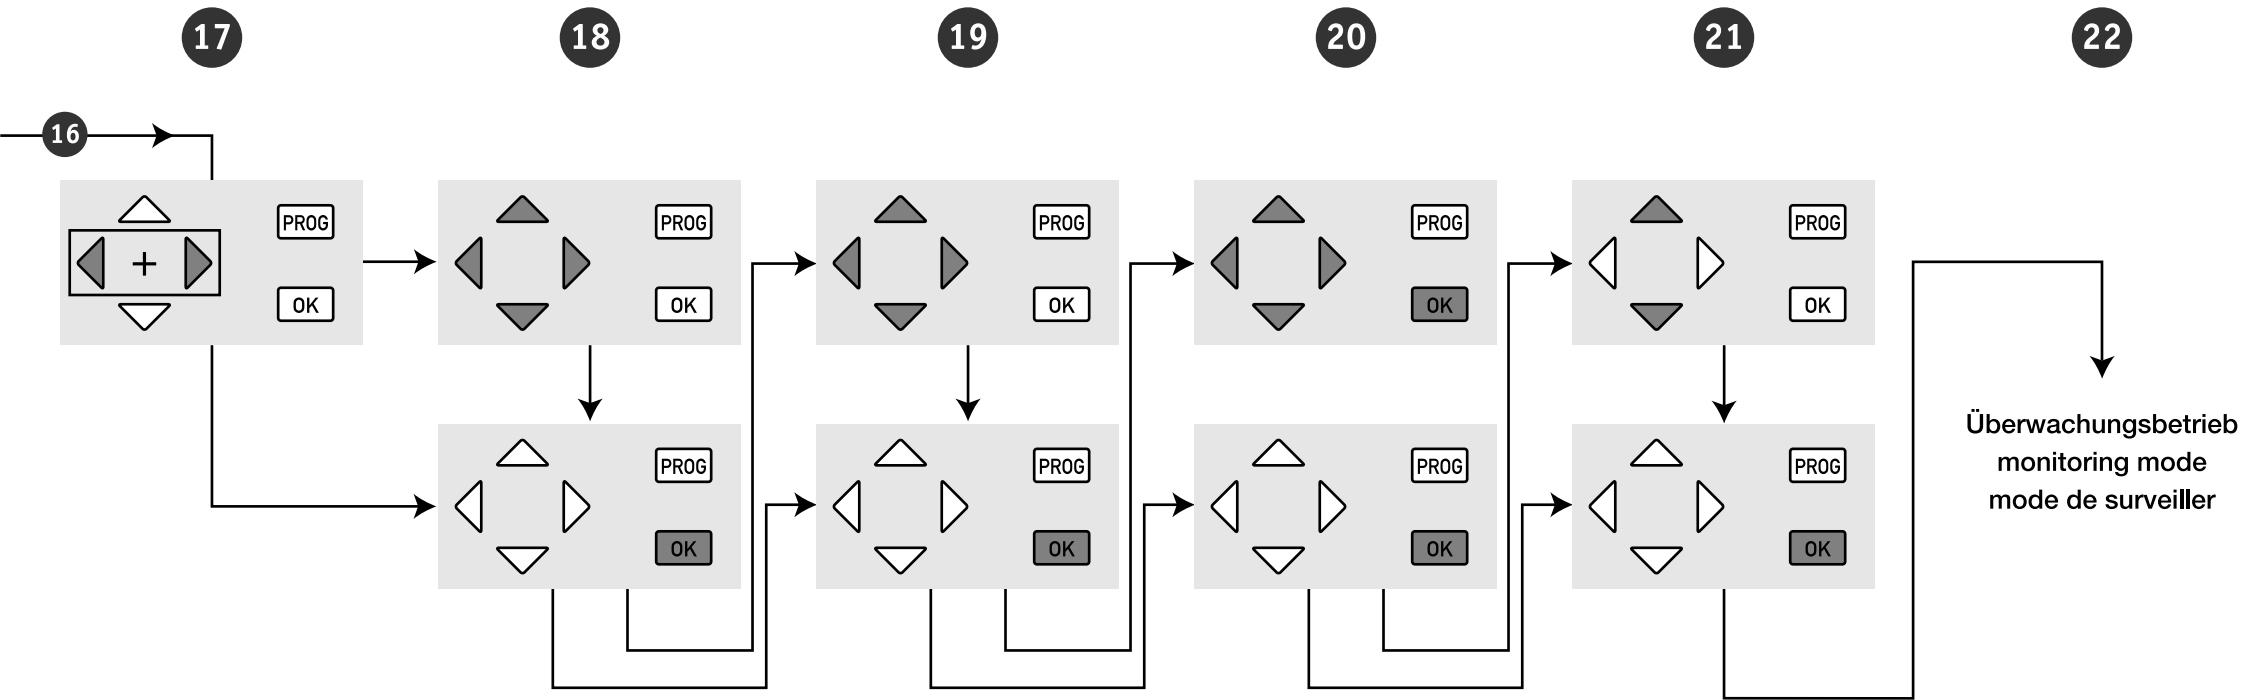 17 18 19 20 21 22
16
PROG PROG PROG PROG PROG
+
OK OK OK OK OK
Überwachungsbetrieb
monitoring mode
mode de surveiller
PROG PROG PROG PROG
OK OK OK OK